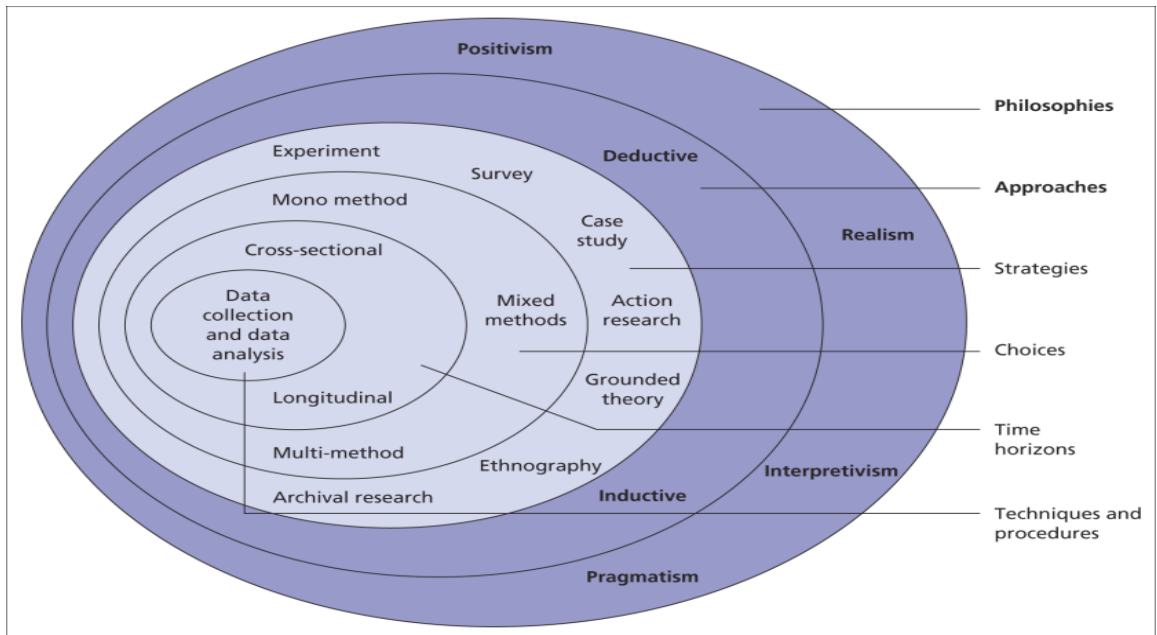 Positivism
Philosophies
Experiment
Deductive
Survey
Approaches
Mono method
Case
study
Realism
Cross-sectional
Strategies
Data
collection
and data
analysis
Mixed
methods
Action
research
Choices
Longitudinal
Grounded
theory
Time
horizons
Multi-method
Ethnography
Interpretivism
Archival research
Inductive
Techniques and
procedures
Pragmatism